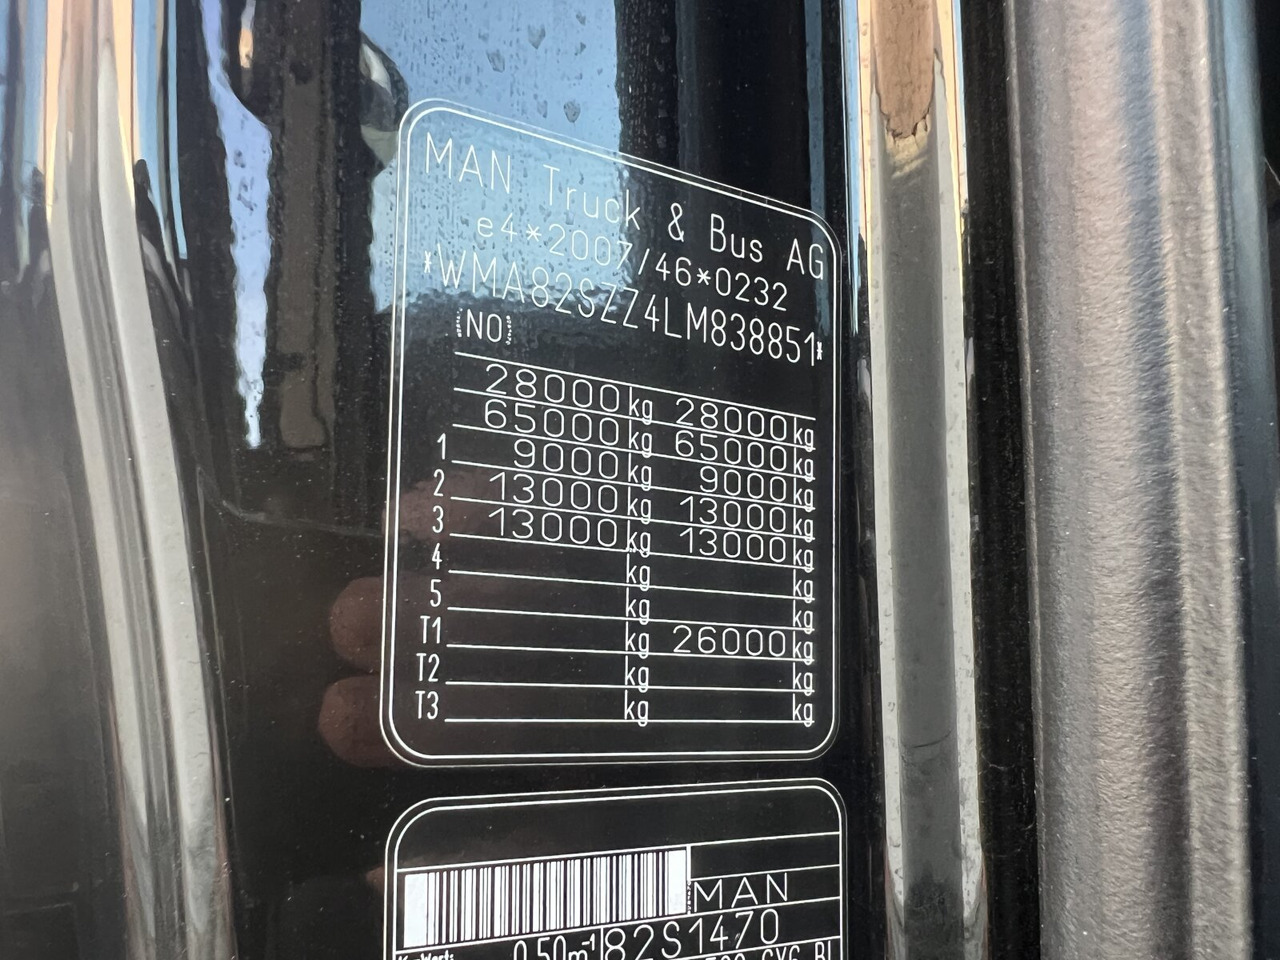 MAN Truck & Bus AG
e4*2007/46*0232
*WMA82SZZ4LM838851*
NO
28000 kg 28000 kg
65000 kg 65000 kg
1 9000 kg 9000 kg
2 13000 kg 13000 kg
3 13000 kg 13000 kg
4 kg kg
5 kg kg
T1 kg 26000 kg
T2 kg kg
T3 kg kg
MAN
0.50m⁻¹ 82S1470